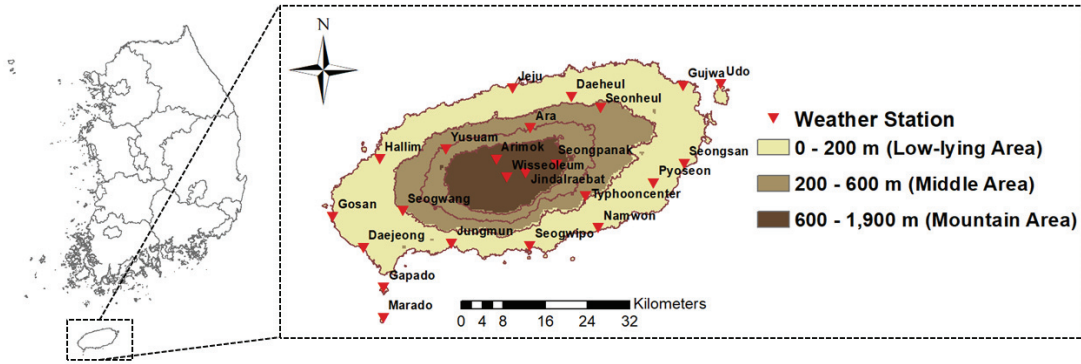 N
Jeju
Daeheul
Gujwa
Udo
Seonheul
Ara
Yusuam
Arimok
Seongpanak
Hallim
Wisseoleum
Jindalraebat
Seongsan
Pyoseon
Typhooncenter
Seogwang
Gosan
Namwon
Jungmun
Seogwipo
Daejeong
Gapado
Marado
Kilometers
0 4 8 12 18 24 32
Weather Station
0 - 200 m (Low-lying Area)
200 - 600 m (Middle Area)
600 - 1,900 m (Mountain Area)